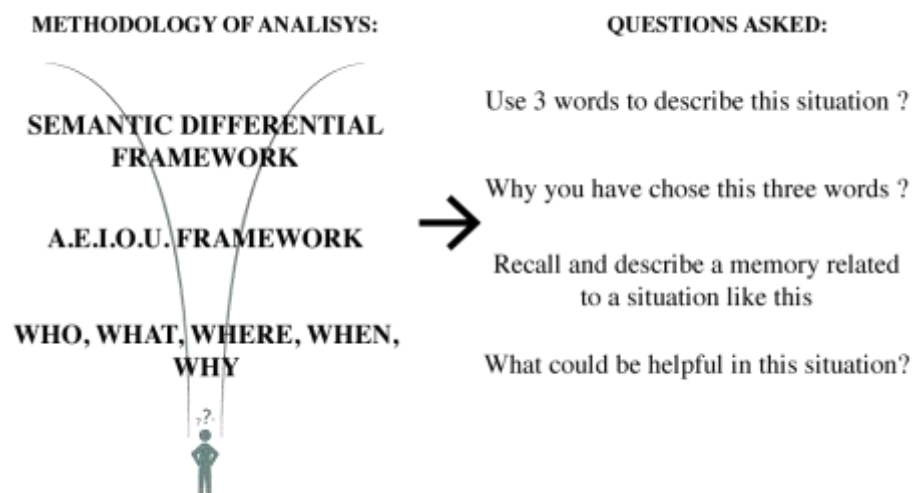 METHODOLOGY OF ANALISYS:
SEMANTIC DIFFERENTIAL
FRAMEWORK
A.E.I.O.U. FRAMEWORK
WHO, WHAT, WHERE, WHEN,
WHY
???
QUESTIONS ASKED:
Use 3 words to describe this situation ?
Why you have chose this three words ?
Recall and describe a memory related
to a situation like this
What could be helpful in this situation?